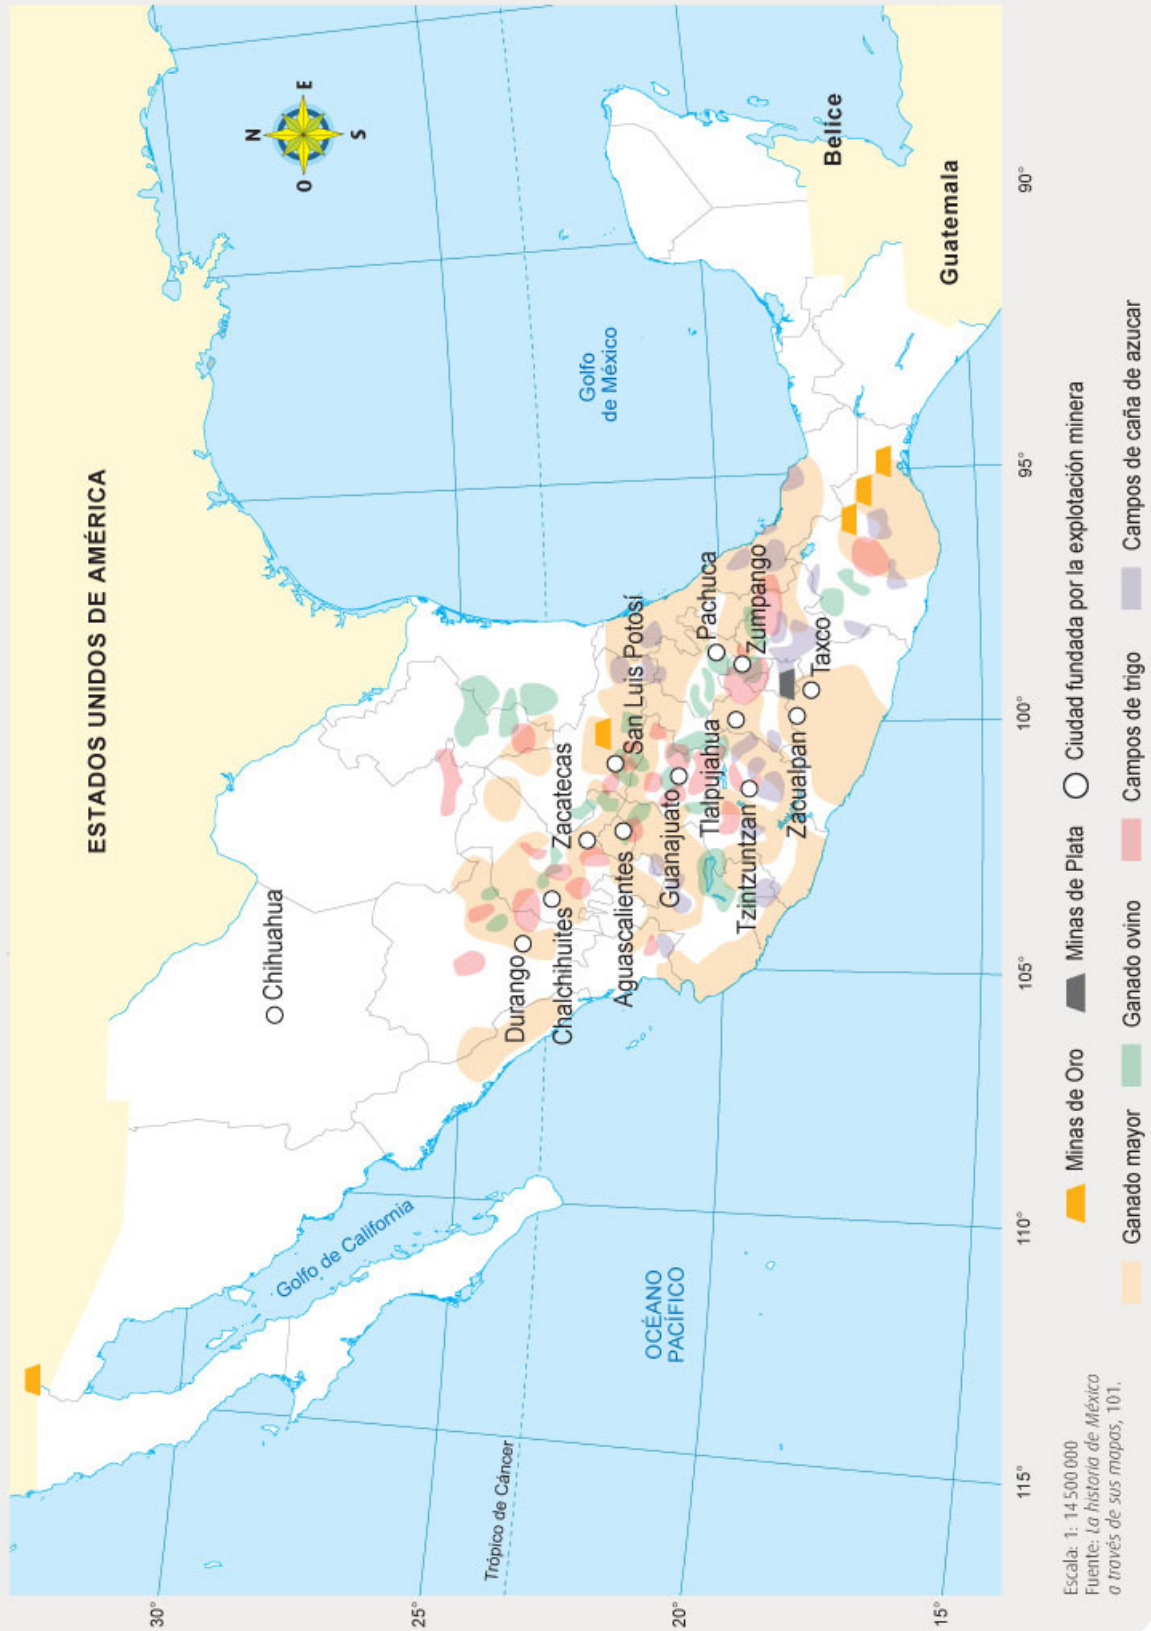 ESTADOS UNIDOS DE AMÉRICA
N
O
E
S
Golfo de California
Golfo
de México
OCÉANO
PACÍFICO
Trópico de Cáncer
Belice
Guatemala
Chihuahua
Durango
Chalchihuites
Zacatecas
Aguascalientes
San Luis Potosí
Guanajuato
Tlalpujahua
Pachuca
Zumpango
Tzintzuntzan
Zacualpan
Taxco
30°
25°
20°
15°
115°
110°
105°
100°
95°
90°
Escala: 1: 14 500 000
Fuente: La historia de México
a través de sus mapas, 101.
Minas de Oro
Minas de Plata
Ciudad fundada por la explotación minera
Ganado mayor
Ganado ovino
Campos de trigo
Campos de caña de azucar